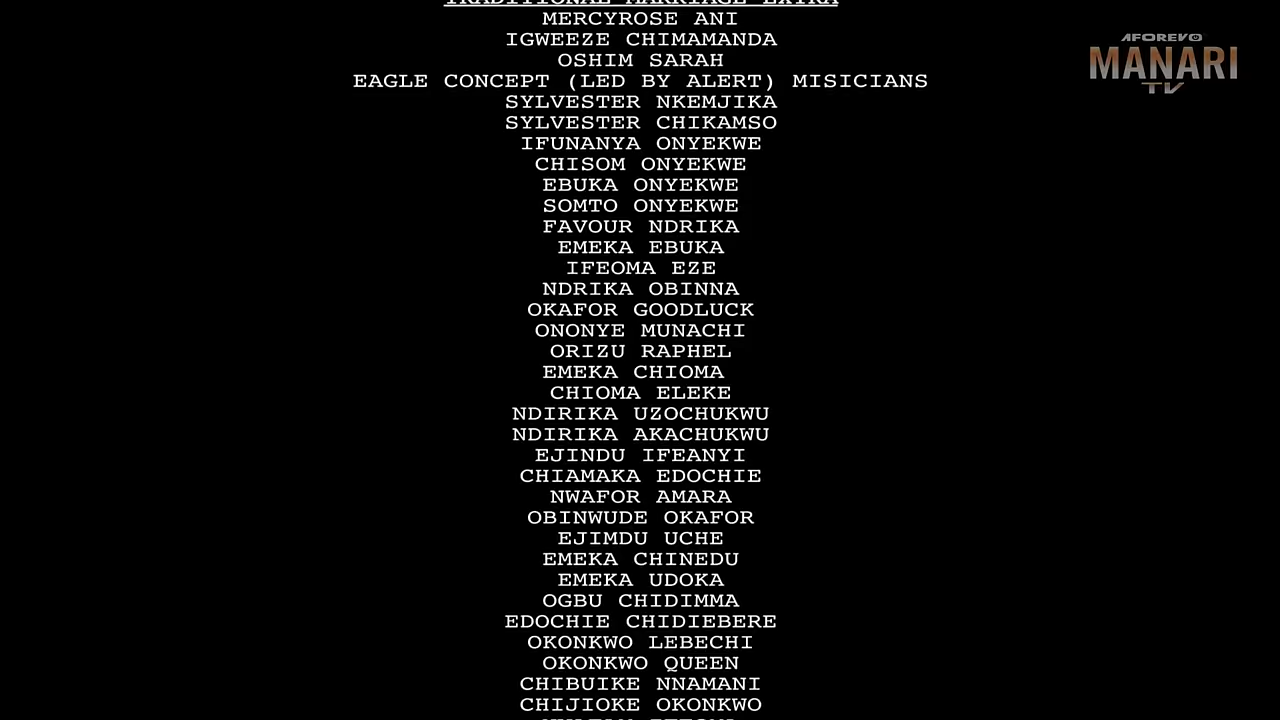 TRADITIONAL MARRIAGE EXTRA
MERCYROSE ANI
IGWEEZE CHIMAMANDA
OSHIM SARAH
EAGLE CONCEPT (LED BY ALERT) MISICIANS
SYLVESTER NKEMJIKA
SYLVESTER CHIKAMSO
IFUNANYA ONYEKWE
CHISOM ONYEKWE
EBUKA ONYEKWE
SOMTO ONYEKWE
FAVOUR NDRIKA
EMEKA EBUKA
IFEOMA EZE
NDRIKA OBINNA
OKAFOR GOODLUCK
ONONYE MUNACHI
ORIZU RAPHEL
EMEKA CHIOMA
CHIOMA ELEKE
NDIRIKA UZOCHUKWU
NDIRIKA AKACHUKWU
EJINDU IFEANYI
CHIAMAKA EDOCHIE
NWAFOR AMARA
OBINWUDE OKAFOR
EJIMDU UCHE
EMEKA CHINEDU
EMEKA UDOKA
OGBU CHIDIMMA
EDOCHIE CHIDIEBERE
OKONKWO LEBECHI
OKONKWO QUEEN
CHIBUIKE NNAMANI
CHIJIOKE OKONKWO
AFOREVO
MANARI
TV